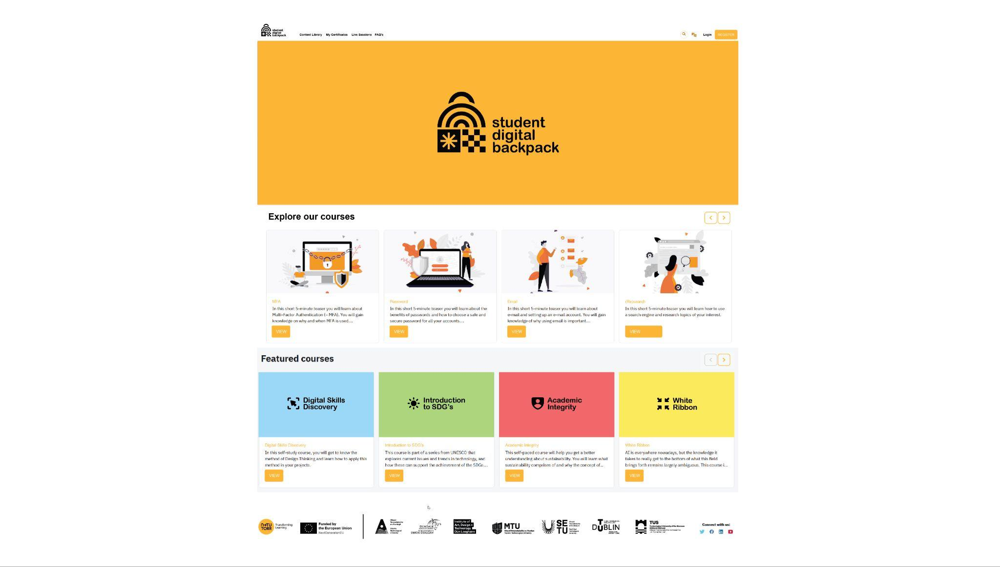 student
digital
backpack
Content Library My Certificates Live Sessions FAQ's
Login REGISTER
student
digital
backpack
Explore our courses
MFA
In this short 5-minute teaser you will learn about
Multi-Factor Authentication (= MFA). You will gain
knowledge on why and when MFA is used....
VIEW
Password
In this short 5-minute teaser you will learn about the
benefits of passwords and how to choose a safe and
secure password for all your accounts....
VIEW
Email
In this short 5-minute teaser you will learn about
e-mail and setting up an e-mail account. You will gain
knowledge of why using email is important....
VIEW
(Re)search
In this short 5-minute teaser you will learn how to use
a search engine and research topics of your interest.
VIEW
Featured courses
Digital Skills
Discovery
Digital Skills Discovery
In this self-study course, you will get to know the
method of Design Thinking and learn how to apply this
method in your projects.
VIEW
Introduction
to SDG's
Introduction to SDG's
This course is part of a series from UNESCO that
explores current issues and trends in technology, and
how these can support the achievement of the SDGs....
VIEW
Academic
Integrity
Academic Integrity
This self-paced course will help you get a better
understanding about sustainability. You will learn what
sustainability comprises of and why the concept of...
VIEW
White
Ribbon
White Ribbon
AI is everywhere nowadays, but the knowledge it
takes to really get to the bottom of what this field
brings forth remains largely ambiguous. This course i...
VIEW
N→TU
TORR
Transforming
Learning
Funded by
the European Union
NextGenerationEU
DUNDALK
DHÚN DEALGAN
Institute of
Art, Design +
Technology
Dún Laoghaire
MTU
SE
TU
TU
DUBLIN
TUS
Connect with us: